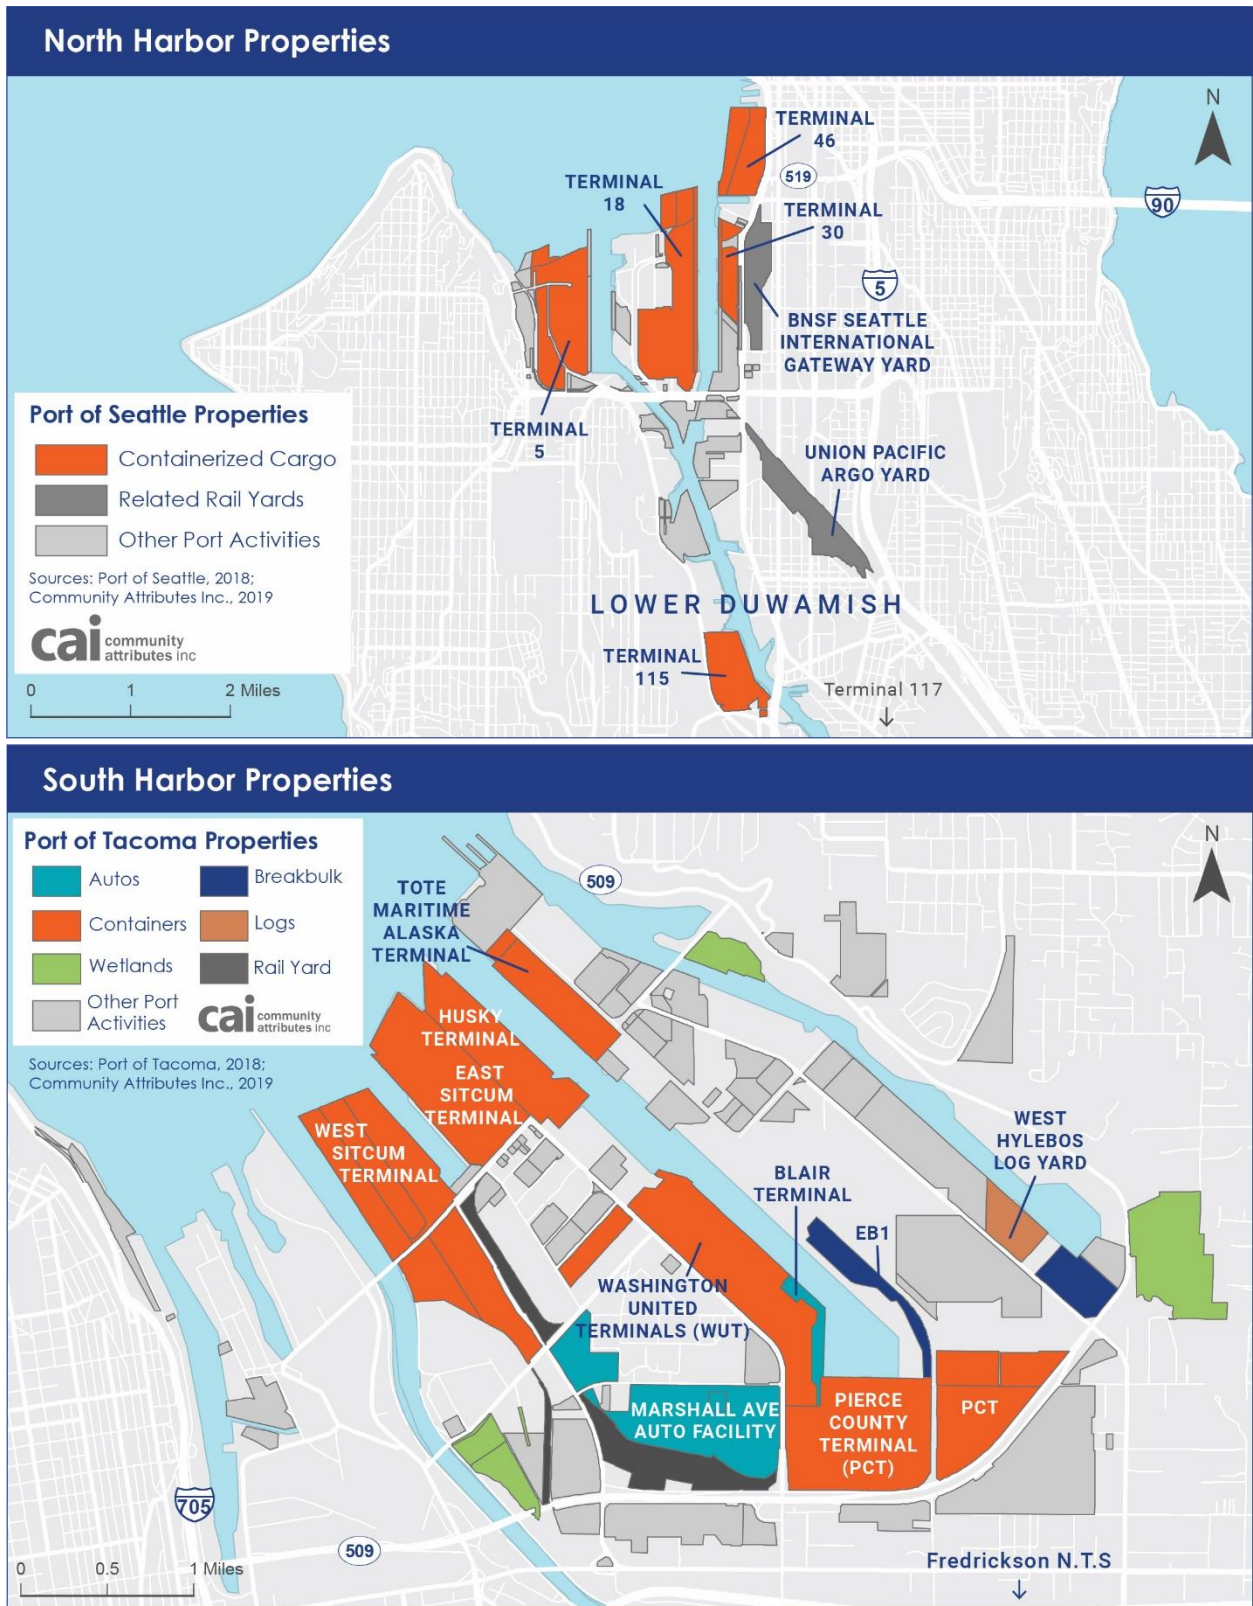 North Harbor Properties
N
TERMINAL
46
519
TERMINAL
18
TERMINAL
30
90
5
BNSF SEATTLE
INTERNATIONAL
GATEWAY YARD
Port of Seattle Properties
Containerized Cargo
Related Rail Yards
Other Port Activities
Sources: Port of Seattle, 2018;
Community Attributes Inc., 2019
cai community
attributes inc
0 1 2 Miles
TERMINAL
5
UNION PACIFIC
ARGO YARD
LOWER DUWAMISH
TERMINAL
115
Terminal 117
South Harbor Properties
Port of Tacoma Properties
Autos
Breakbulk
Containers
Logs
Wetlands
Rail Yard
Other Port
Activities
cai community
attributes inc
Sources: Port of Tacoma, 2018;
Community Attributes Inc., 2019
N
509
TOTE
MARITIME
ALASKA
TERMINAL
HUSKY
TERMINAL
EAST
SITCUM
TERMINAL
WEST
SITCUM
TERMINAL
WEST
HYLEBOS
LOG YARD
BLAIR
TERMINAL
EB1
WASHINGTON
UNITED
TERMINALS (WUT)
MARSHALL AVE
AUTO FACILITY
PIERCE
COUNTY
TERMINAL
(PCT)
PCT
705
509
0 0.5 1 Miles
Fredrickson N.T.S